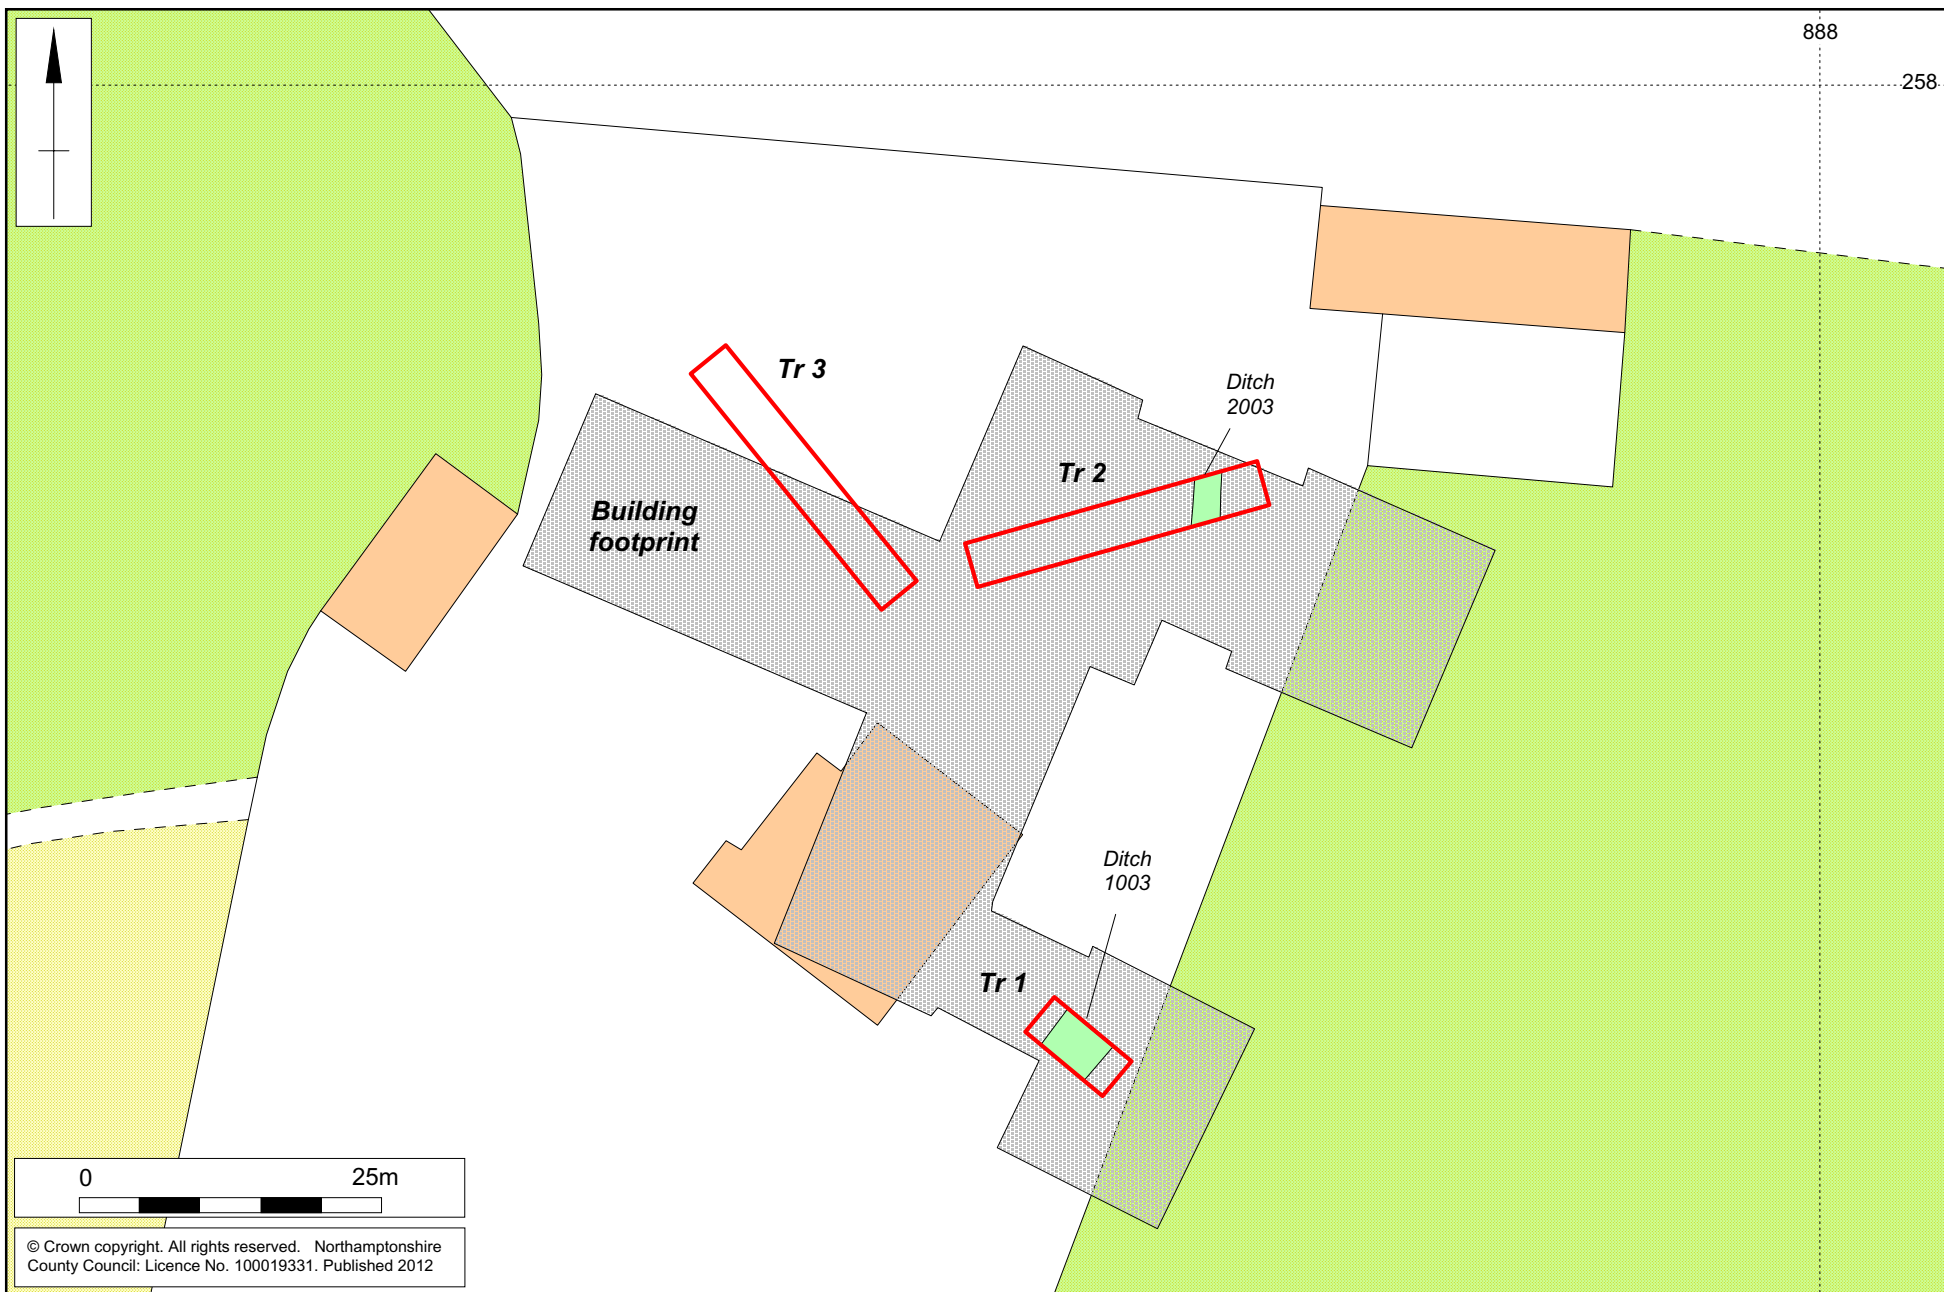 888
258
Tr 3
Ditch
2003
Tr 2
Building
footprint
Ditch
1003
Tr 1
0 25m
© Crown copyright. All rights reserved. Northamptonshire
County Council: Licence No. 100019331. Published 2012